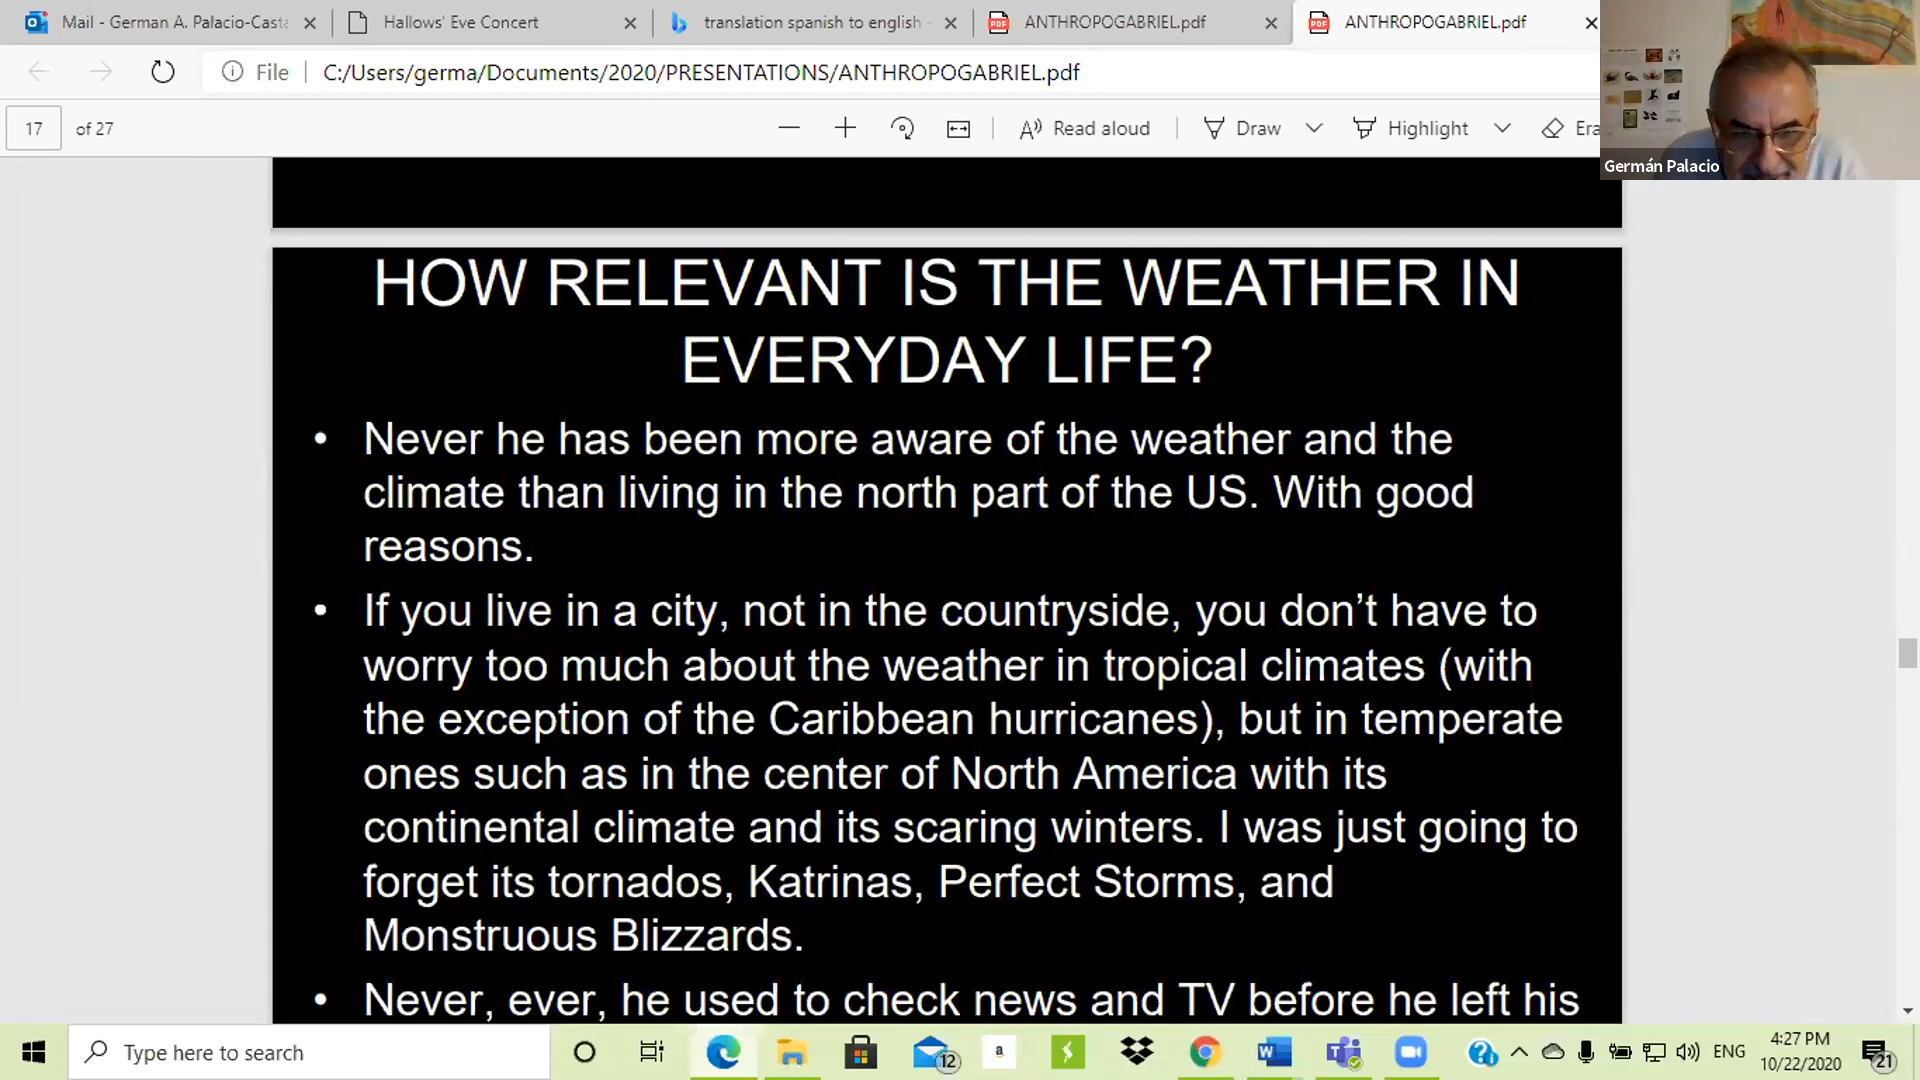 Mail - German A. Palacio-Casta
Hallows' Eve Concert
translation spanish to english -
ANTHROPOGABRIEL.pdf
ANTHROPOGABRIEL.pdf
File
C:/Users/germa/Documents/2020/PRESENTATIONS/ANTHROPOGABRIEL.pdf
17 of 27
Read aloud
Draw
Highlight
Era
Germán Palacio
HOW RELEVANT IS THE WEATHER IN
EVERYDAY LIFE?
• Never he has been more aware of the weather and the
climate than living in the north part of the US. With good
reasons.
• If you live in a city, not in the countryside, you don’t have to
worry too much about the weather in tropical climates (with
the exception of the Caribbean hurricanes), but in temperate
ones such as in the center of North America with its
continental climate and its scaring winters. I was just going to
forget its tornados, Katrinas, Perfect Storms, and
Monstruous Blizzards.
• Never, ever, he used to check news and TV before he left his
Type here to search
12
a
ENG
4:27 PM
10/22/2020
21